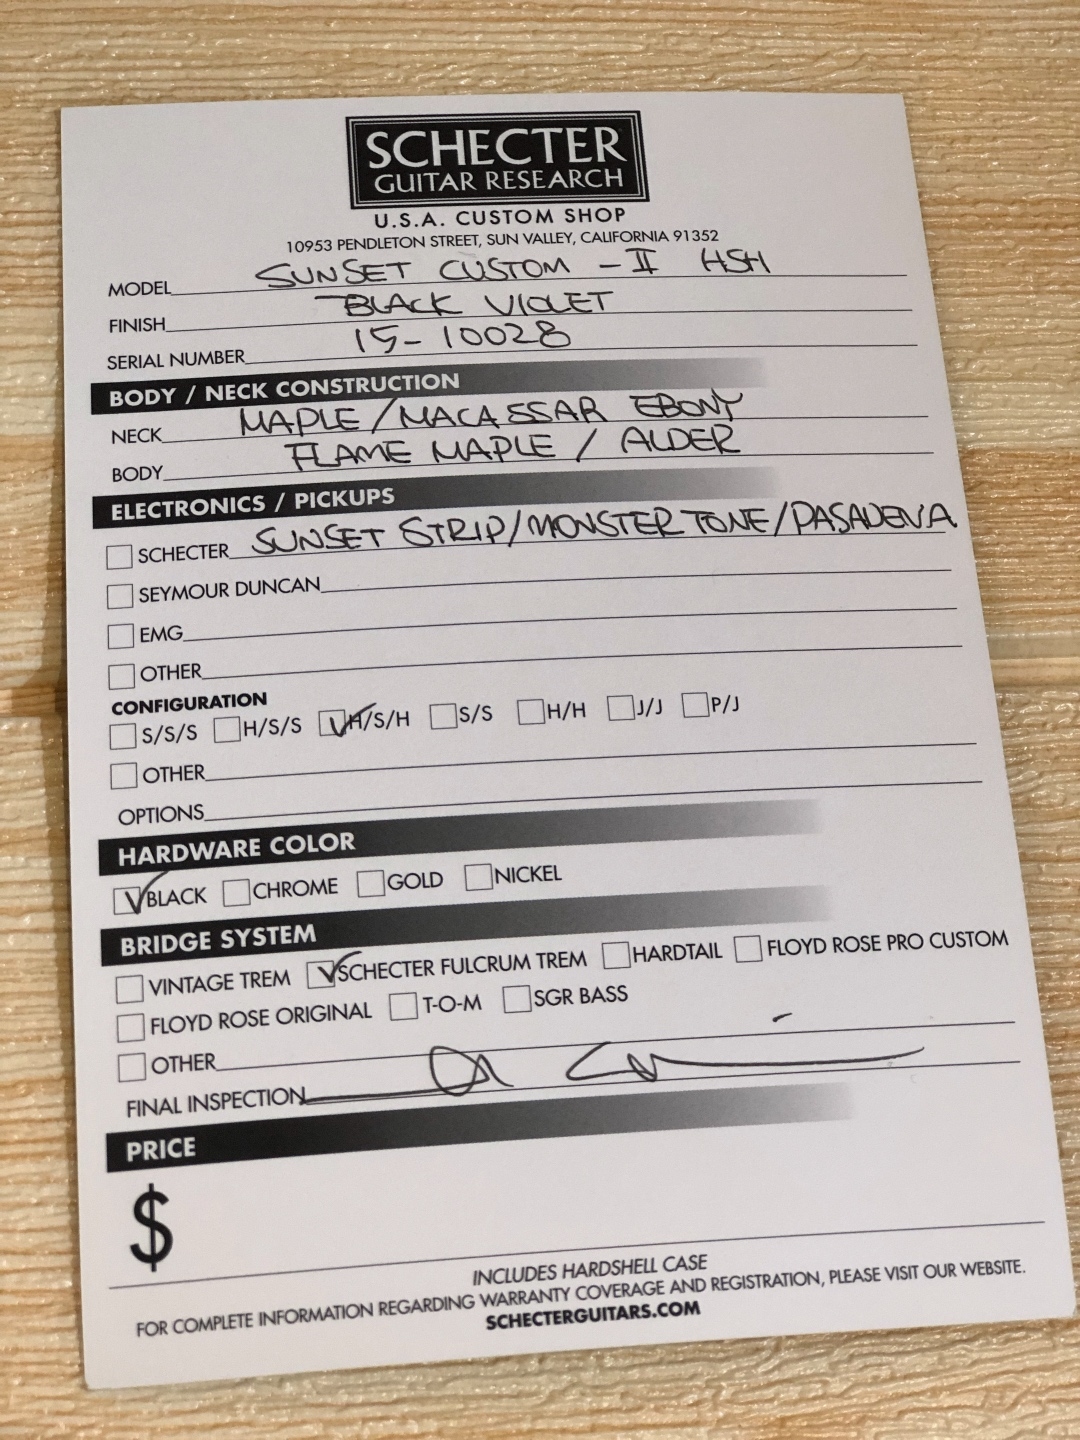 SCHECTER
GUITAR RESEARCH
U.S.A. CUSTOM SHOP
10953 PENDLETON STREET, SUN VALLEY, CALIFORNIA 91352
MODEL SUNSET CUSTOM - II HSH
FINISH BLACK VIOLET
SERIAL NUMBER 15-10028
BODY / NECK CONSTRUCTION
NECK MAPLE/MACASSAR EBONY
BODY FLAME MAPLE / ALDER
ELECTRONICS / PICKUPS
SCHECTER SUNSET STRIP/MONSTER TONE/PASADENA
SEYMOUR DUNCAN
EMG
OTHER
CONFIGURATION
S/S/S H/S/S H/S/H S/S H/H J/J P/J
OTHER
OPTIONS
HARDWARE COLOR
BLACK CHROME GOLD NICKEL
BRIDGE SYSTEM
VINTAGE TREM SCHECTER FULCRUM TREM HARDTAIL FLOYD ROSE PRO CUSTOM
FLOYD ROSE ORIGINAL T-O-M SGR BASS
OTHER
FINAL INSPECTION
PRICE
$
INCLUDES HARDSHELL CASE
FOR COMPLETE INFORMATION REGARDING WARRANTY COVERAGE AND REGISTRATION, PLEASE VISIT OUR WEBSITE.
SCHECTERGUITARS.COM